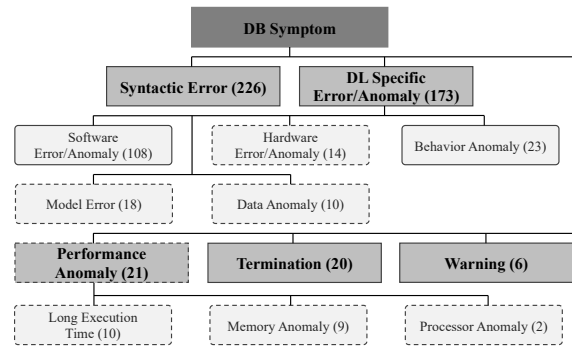 DB Symptom
Syntactic Error (226)
DL Specific
Error/Anomaly (173)
Software
Error/Anomaly (108)
Hardware
Error/Anomaly (14)
Behavior Anomaly (23)
Model Error (18)
Data Anomaly (10)
Performance
Anomaly (21)
Termination (20)
Warning (6)
Long Execution
Time (10)
Memory Anomaly (9)
Processor Anomaly (2)